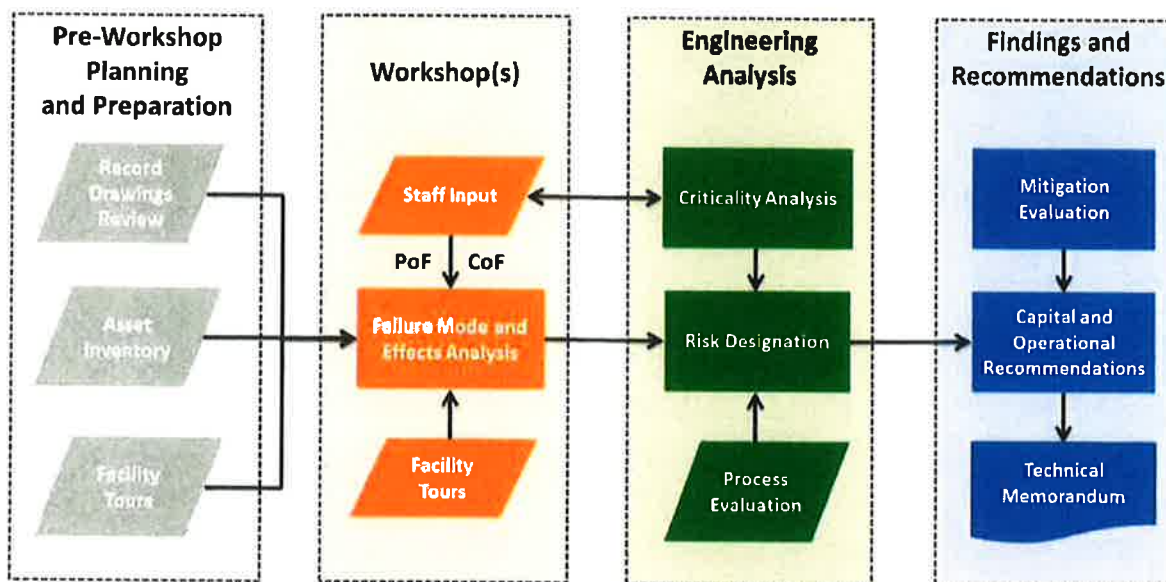 Pre-Workshop
Planning
and Preparation
Record
Drawings
Review
Asset
Inventory
Facility
Tours
Workshop(s)
Staff Input
PoF CoF
Failure Mode and
Effects Analysis
Facility
Tours
Engineering
Analysis
Criticality Analysis
Risk Designation
Process
Evaluation
Findings and
Recommendations
Mitigation
Evaluation
Capital and
Operational
Recommendations
Technical
Memorandum